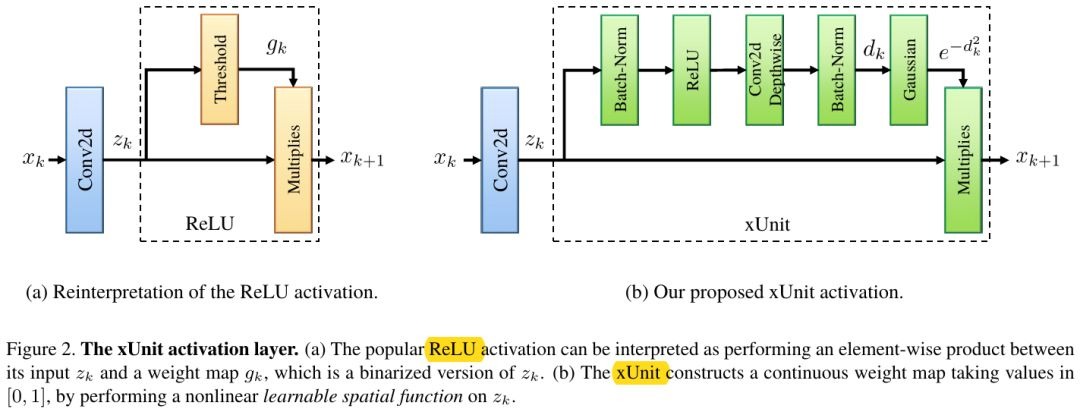 x_k
Conv2d
z_k
Threshold
g_k
Multiplies
x_{k+1}
ReLU
(a) Reinterpretation of the ReLU activation.
x_k
Conv2d
z_k
Batch-Norm
ReLU
Conv2d
Depthwise
Batch-Norm
d_k
Gaussian
e^{-d_k^2}
Multiplies
x_{k+1}
xUnit
(b) Our proposed xUnit activation.
Figure 2. The xUnit activation layer. (a) The popular ReLU activation can be interpreted as performing an element-wise product between
its input z_k and a weight map g_k, which is a binarized version of z_k. (b) The xUnit constructs a continuous weight map taking values in
[0, 1], by performing a nonlinear learnable spatial function on z_k.